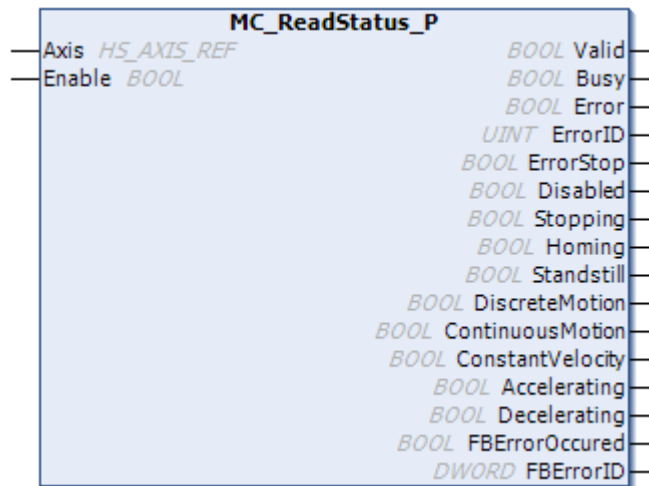 MC_ReadStatus_P
Axis HS_AXIS_REF BOOL Valid
Enable BOOL BOOL Busy
BOOL Error
UINT ErrorID
BOOL ErrorStop
BOOL Disabled
BOOL Stopping
BOOL Homing
BOOL Standstill
BOOL DiscreteMotion
BOOL ContinuousMotion
BOOL ConstantVelocity
BOOL Accelerating
BOOL Decelerating
BOOL FBErrorOccured
DWORD FBErrorID